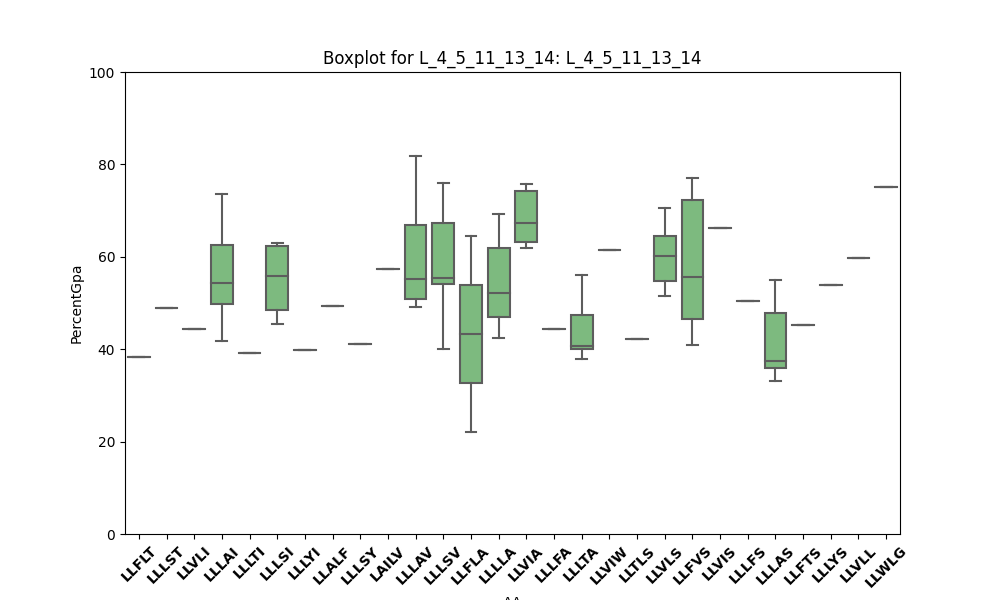 Boxplot for L_4_5_11_13_14: L_4_5_11_13_14
100
80
60
40
20
0
PercentGpa
LLFLT LLLST LLVLI LLLAI LLLTI LLLSI LLLYI LLALF LLLSY LAILV LLLAV LLLSV LLFLA LLLLA LLVIA LLLFA LLLTA LLVIW LLTLS LLVLS LLFVS LLVIS LLLFS LLLAS LLFTS LLLYS LLVLL LLWLG